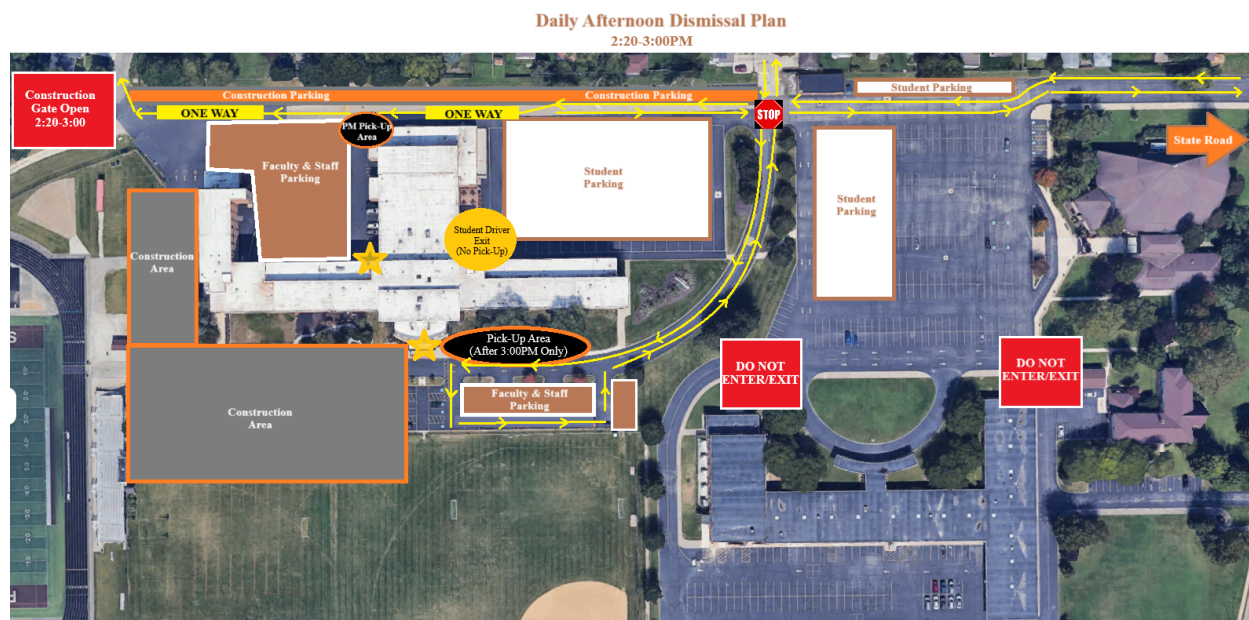 Daily Afternoon Dismissal Plan
2:20-3:00PM
Construction
Gate Open
2:20-3:00
Construction Parking
Construction Parking
Student Parking
ONE WAY
ONE WAY
STOP
PM Pick-Up
Area
State Road
Faculty & Staff
Parking
Student
Parking
Student
Parking
Student Driver
Exit
(No Pick-Up)
Construction
Area
Pick-Up Area
(After 3:00PM Only)
DO NOT
ENTER/EXIT
DO NOT
ENTER/EXIT
Faculty & Staff
Parking
Construction
Area